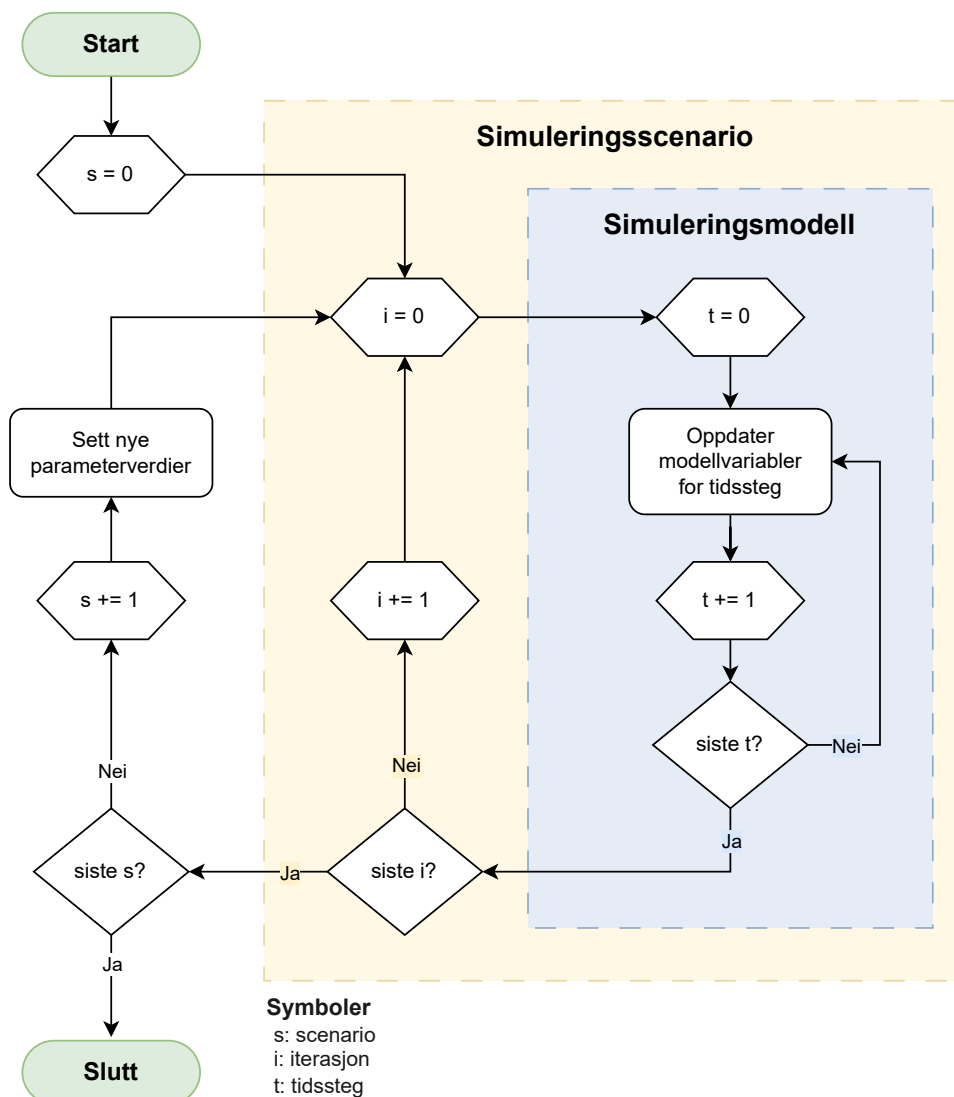 Start
s = 0
Simuleringsscenario
Simuleringsmodell
i = 0
t = 0
Sett nye
parameterverdier
Oppdater
modellvariabler
for tidssteg
s += 1
i += 1
t += 1
siste t?
Nei
Nei
Nei
Ja
siste s?
Ja
siste i?
Ja
Slutt
Symboler
s: scenario
i: iterasjon
t: tidssteg